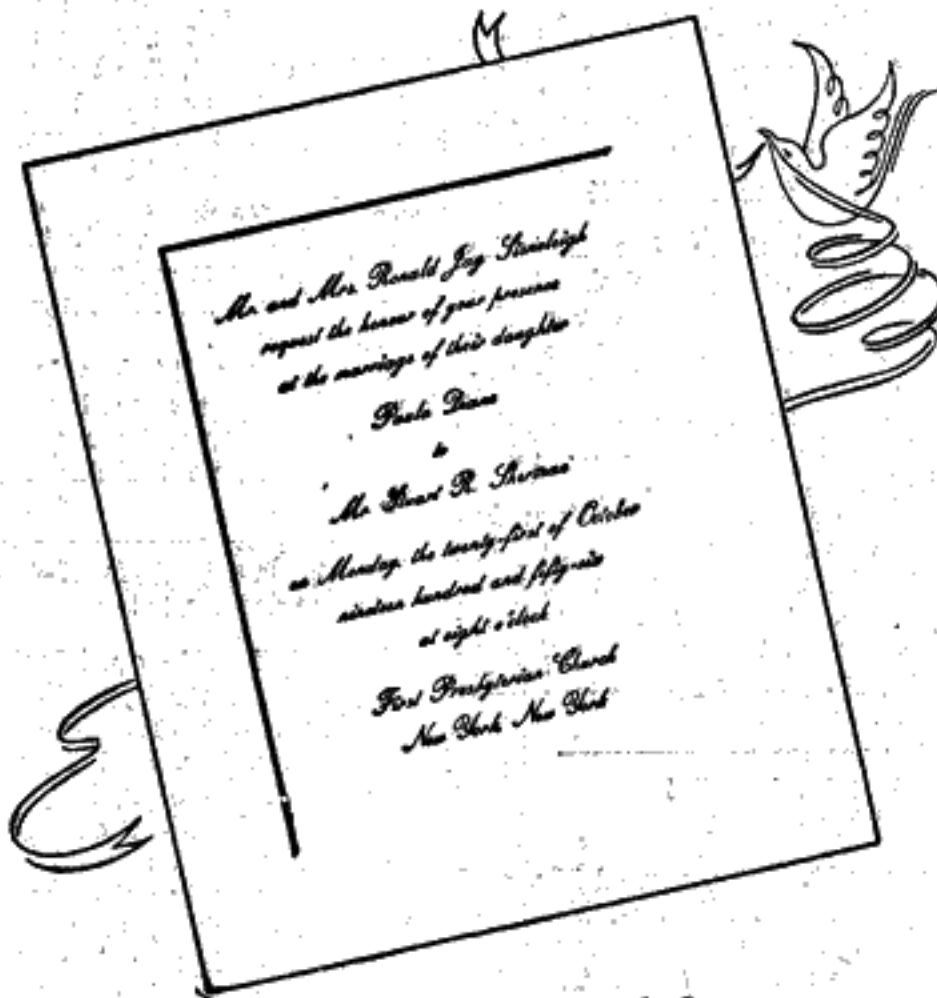 Mr. and Mrs. Ronald Jay
request the honour of your presence
at the marriage of their daughter
Paula Diane
to
Mr. Stuart R. Sherman
on Monday, the twenty-first of October
nineteen hundred and fifty-six
at eight o'clock
First Presbyterian Church
New York, New York